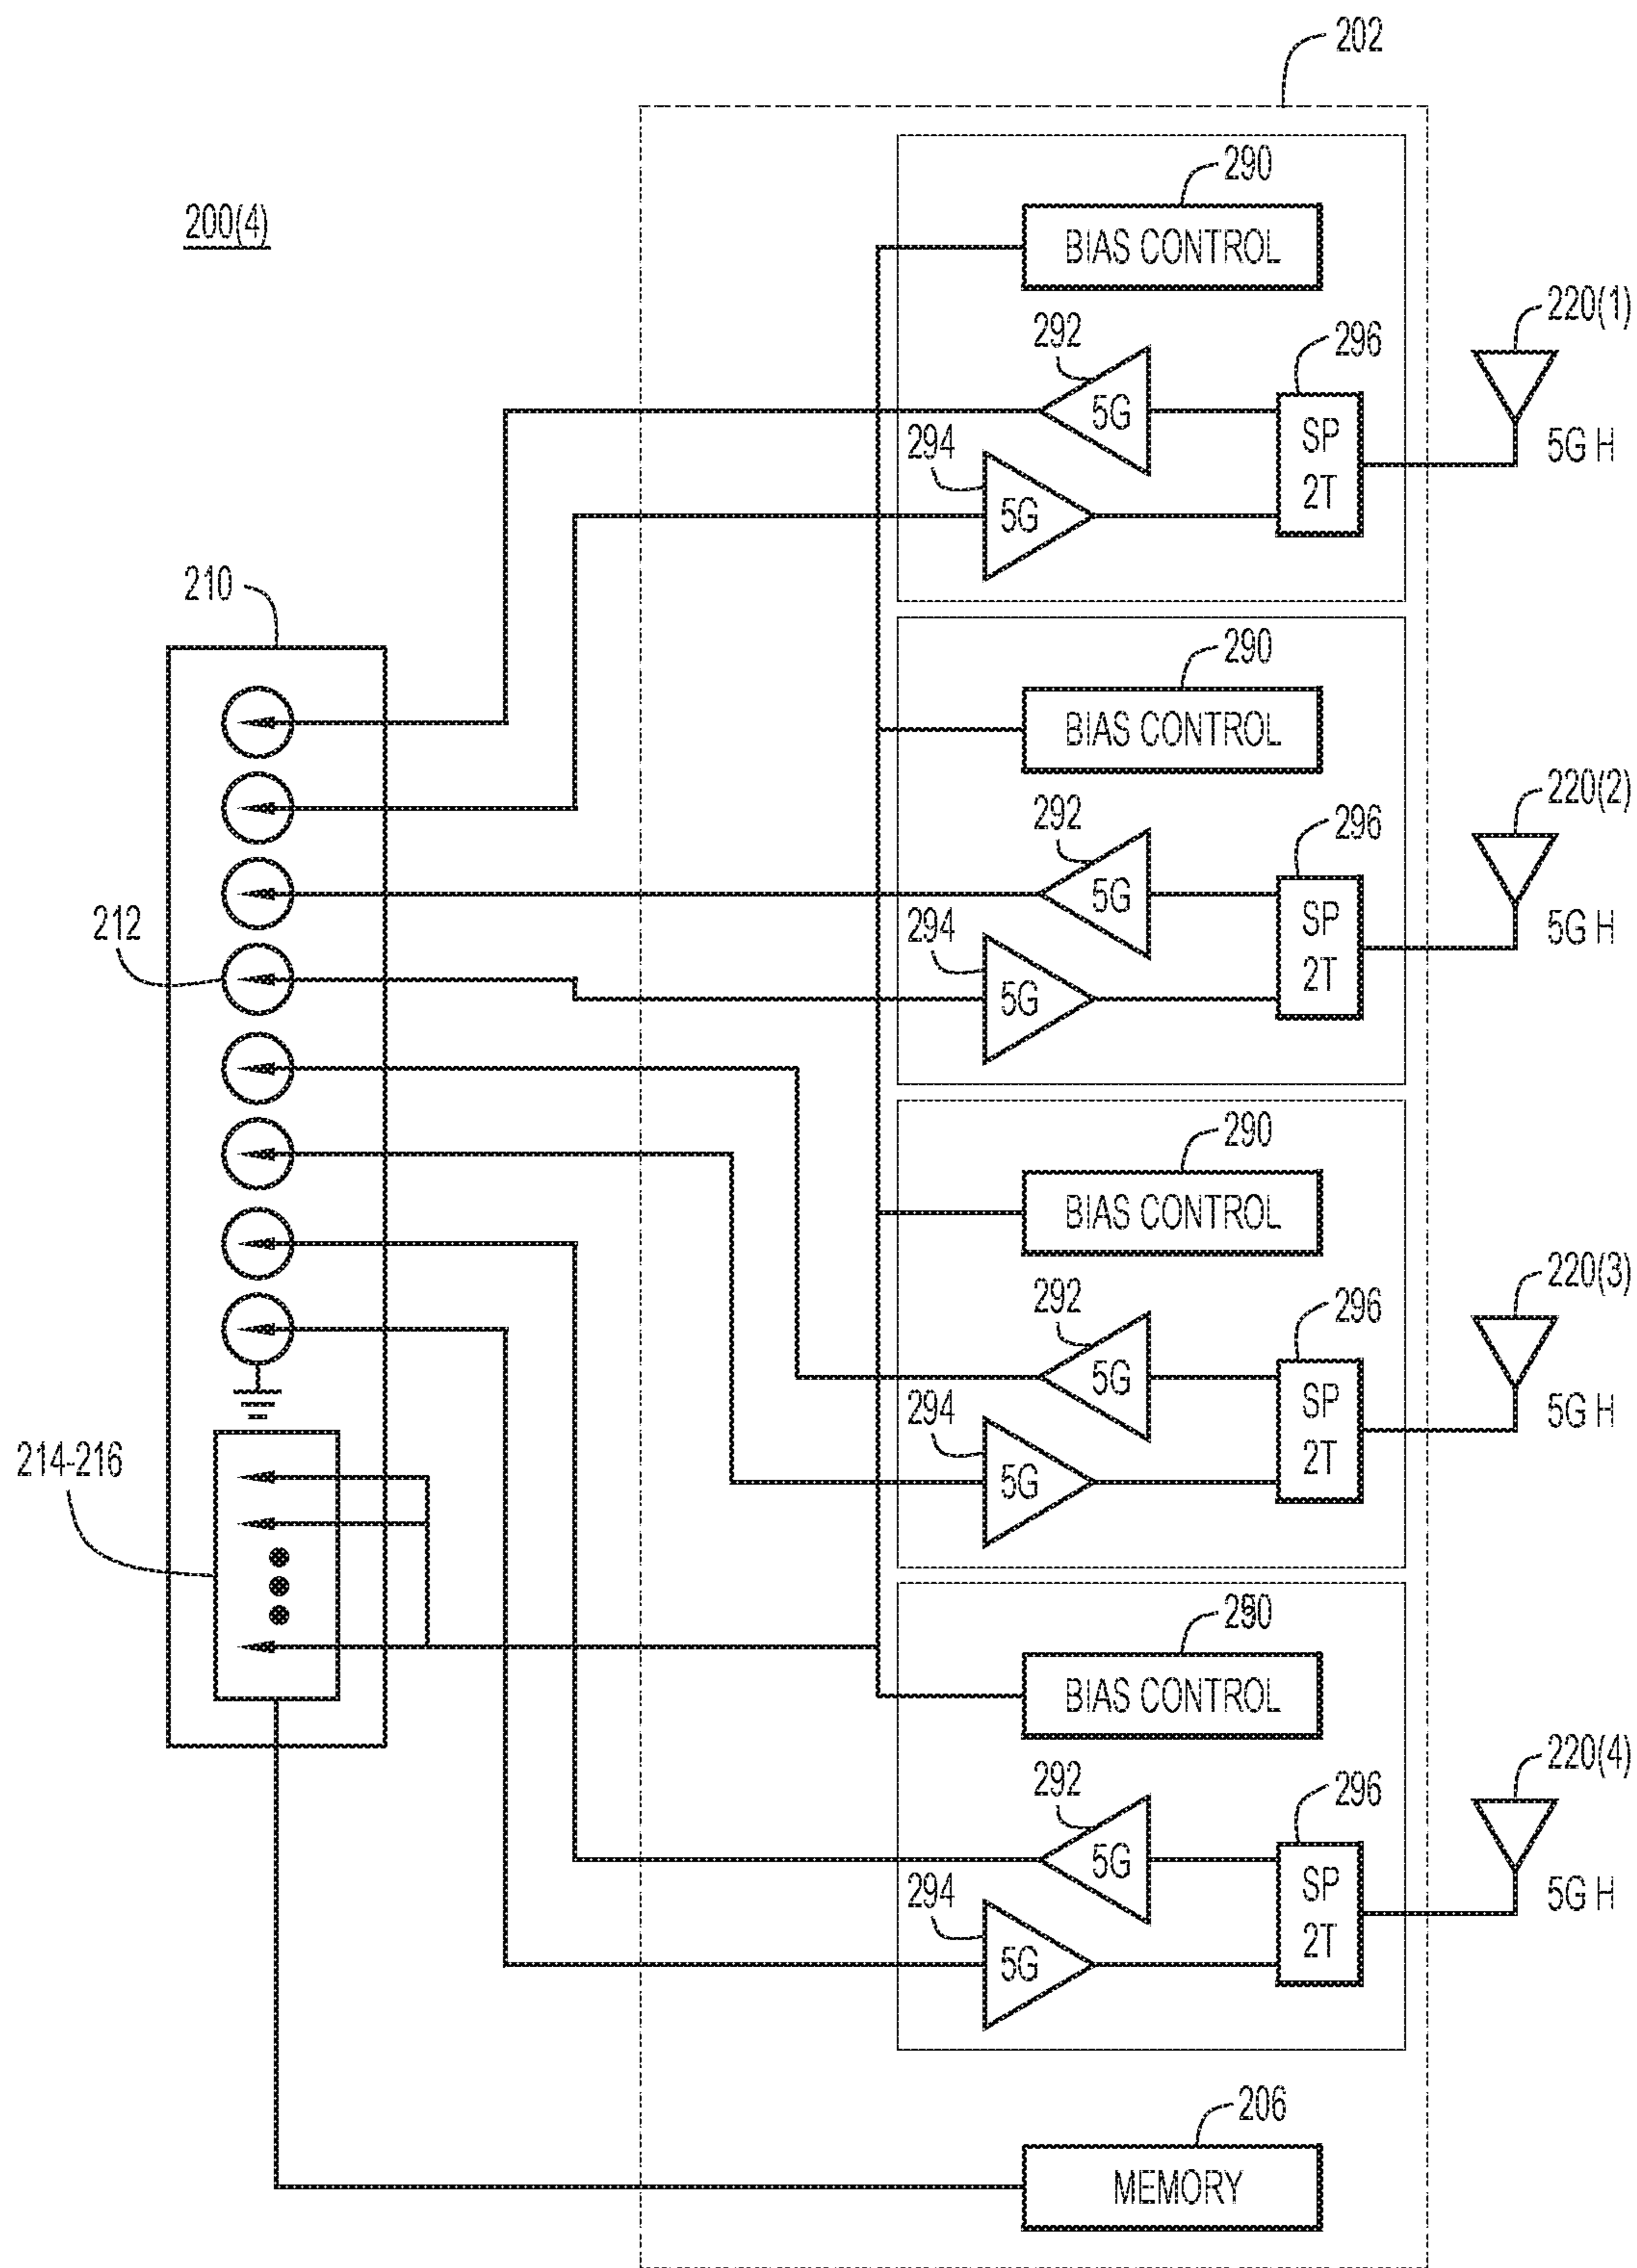 202
290
200(4)
BIAS CONTROL
220(1)
292
296
5G
SP
294
5G H
2T
5G
210
290
BIAS CONTROL
220(2)
292
296
5G
212
SP
294
5G H
2T
5G
290
BIAS CONTROL
220(3)
292
296
5G
SP
294
5G H
214-216
2T
5G
BIAS CONTROL
220(4)
292
296
5G
SP
294
5G H
2T
5G
206
MEMORY